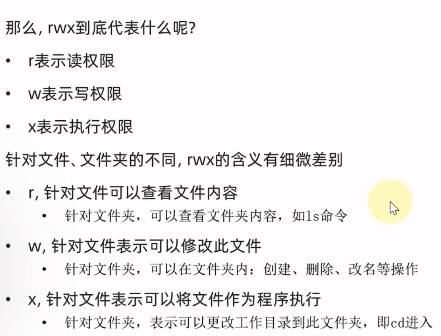 那么, rwx到底代表什么呢?
• r表示读权限
• w表示写权限
• x表示执行权限
针对文件、文件夹的不同, rwx的含义有细微差别
• r, 针对文件可以查看文件内容
• 针对文件夹，可以查看文件夹内容，如ls命令
• w, 针对文件表示可以修改此文件
• 针对文件夹，可以在文件夹内：创建、删除、改名等操作
• x, 针对文件表示可以将文件作为程序执行
• 针对文件夹，表示可以更改工作目录到此文件夹，即cd进入